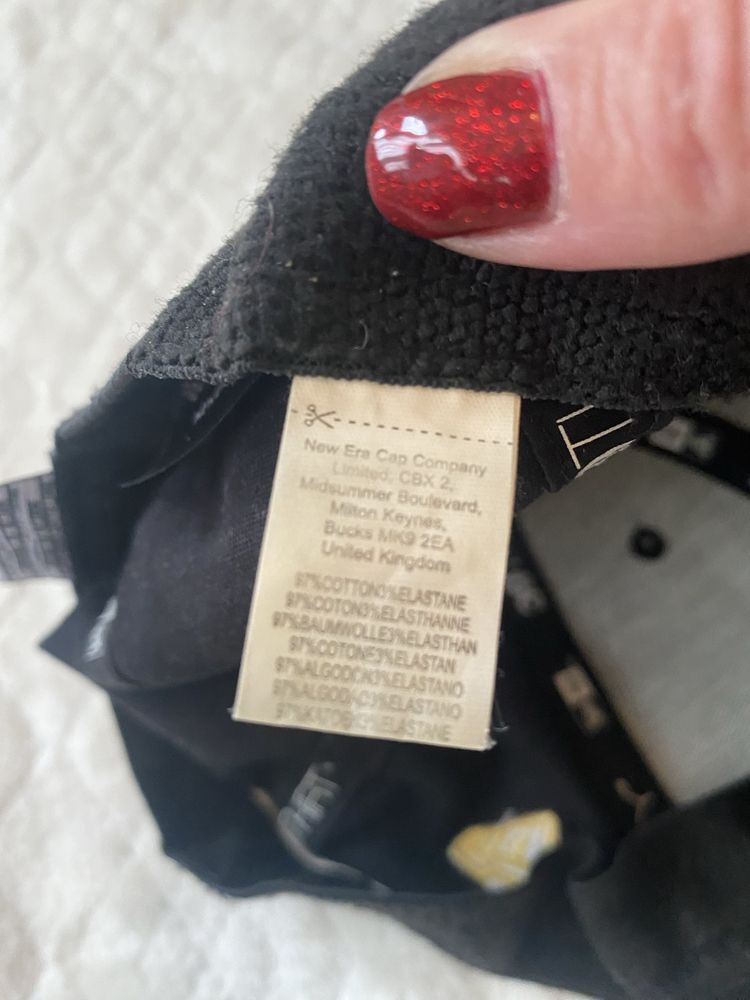 New Era Cap Company
Limited, CBX 2,
Midsummer Boulevard,
Milton Keynes,
Bucks MK9 2EA
United Kingdom
97%COTTON3%ELASTANE
97%COTON3%ELASTHANNE
97%BAUMWOLLE3%ELASTHAN
97%COTONE3%ELASTAN
97%ALGODON3%ELASTANO
97%ALGODAO3%ELASTANO